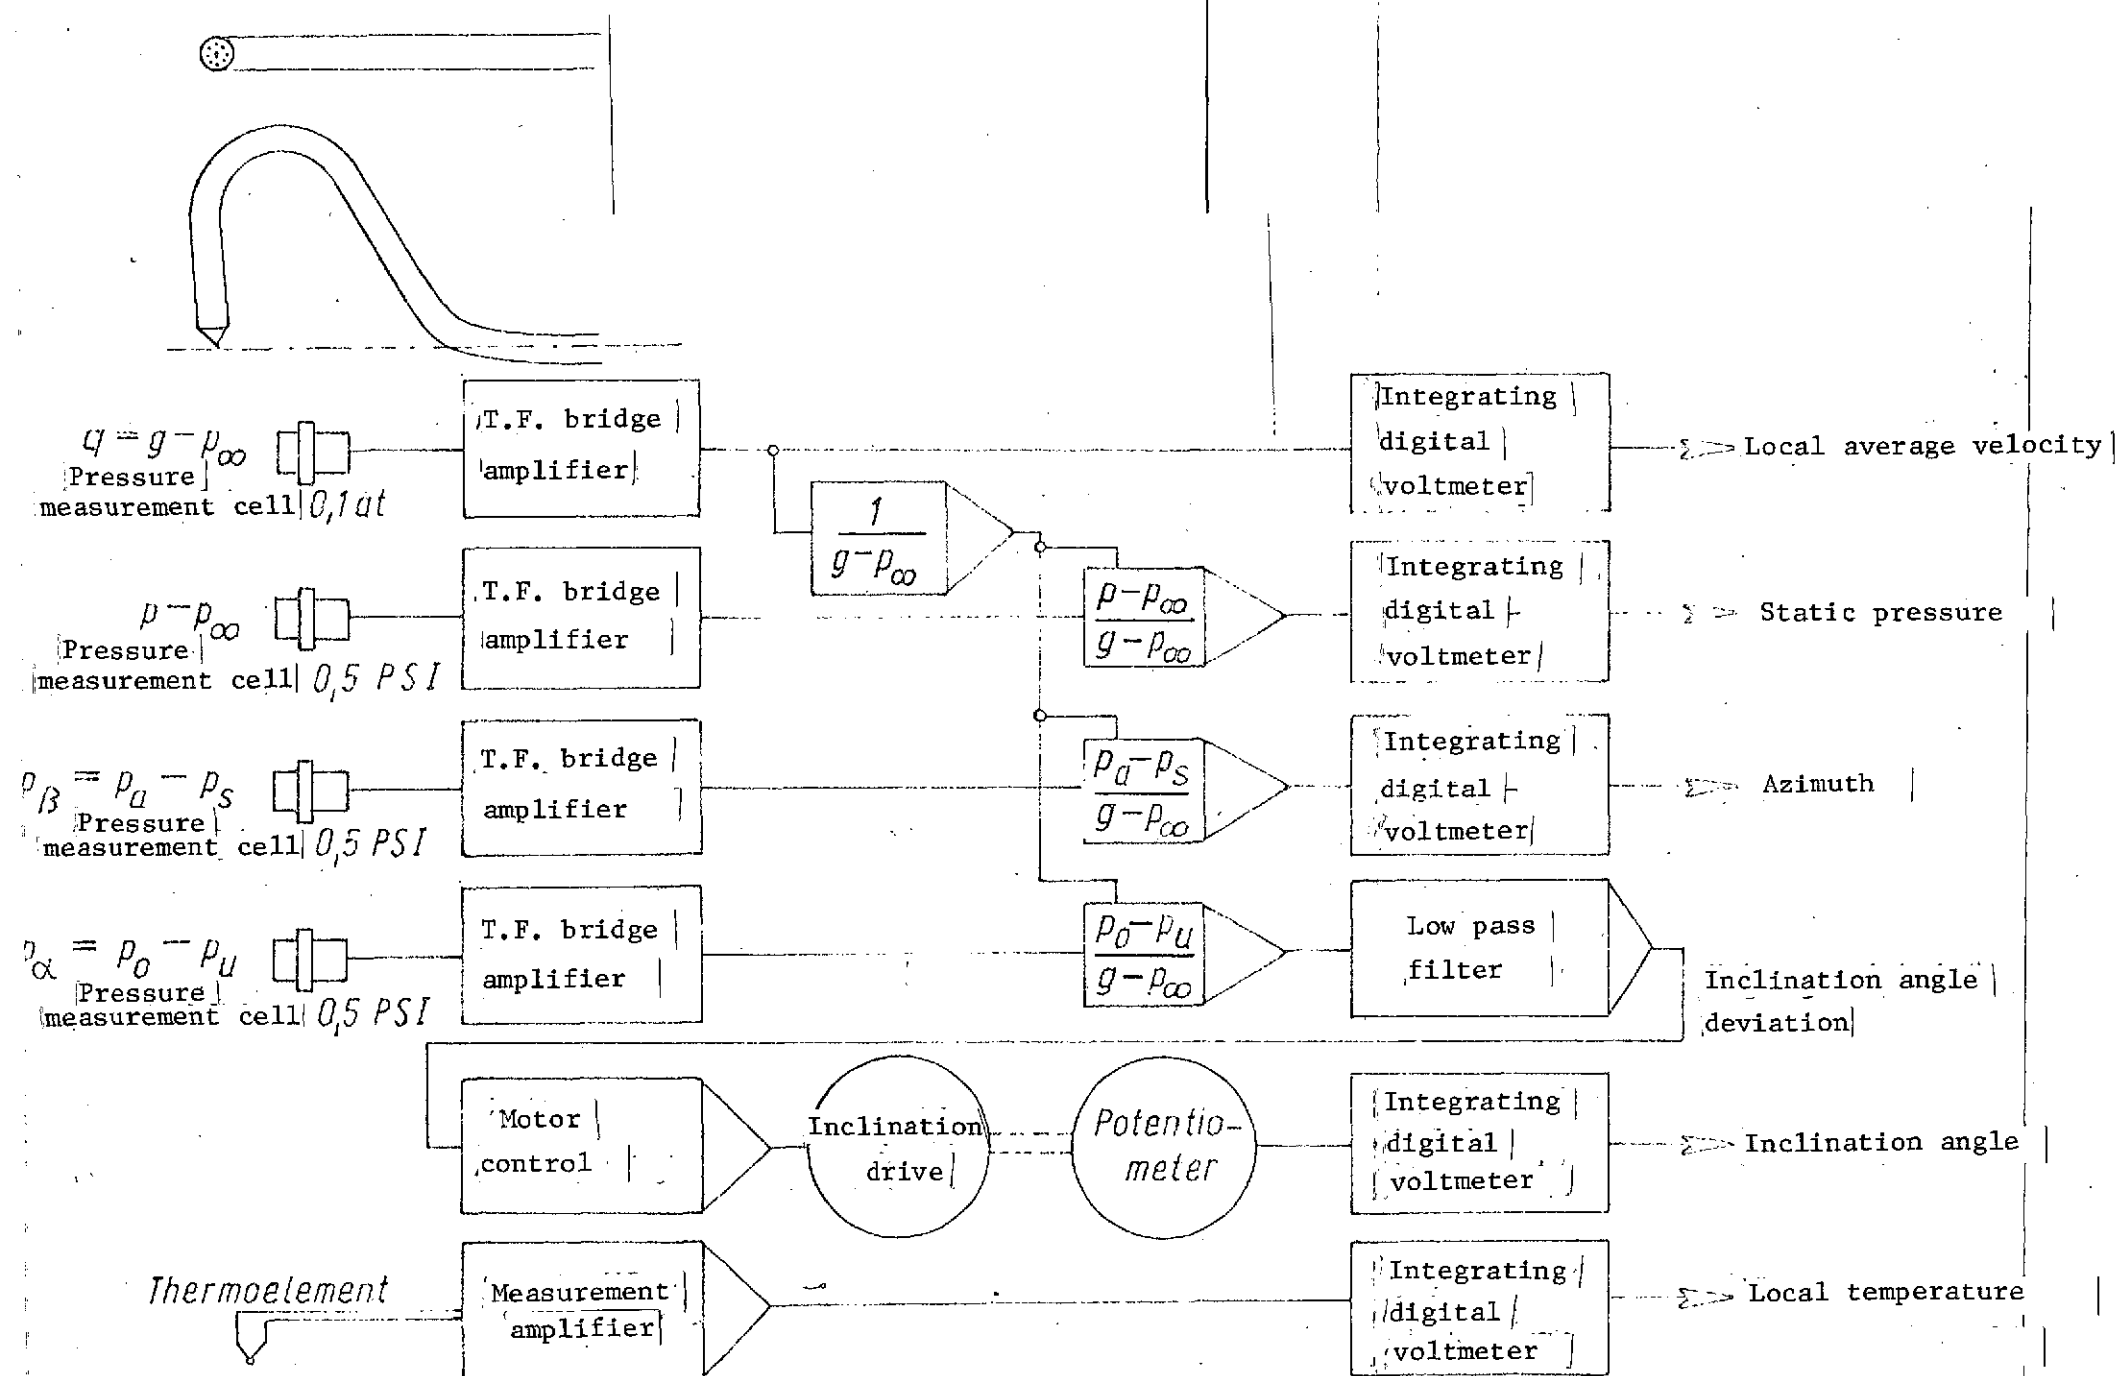 q = g - p∞
Pressure
measurement cell 0,1 at
T.F. bridge
amplifier
1
g - p∞
Integrating
digital
voltmeter
Local average velocity
p - p∞
Pressure
measurement cell 0,5 PSI
T.F. bridge
amplifier
p - p∞
g - p∞
Integrating
digital
voltmeter
Static pressure
pβ = pa - ps
Pressure
measurement cell 0,5 PSI
T.F. bridge
amplifier
pa - ps
g - p∞
Integrating
digital
voltmeter
Azimuth
pα = po - pu
Pressure
measurement cell 0,5 PSI
T.F. bridge
amplifier
po - pu
g - p∞
Low pass
filter
Inclination angle
deviation
Motor
control
Inclination
drive
Potentio-
meter
Integrating
digital
voltmeter
Inclination angle
Thermoelement
Measurement
amplifier
Integrating
digital
voltmeter
Local temperature